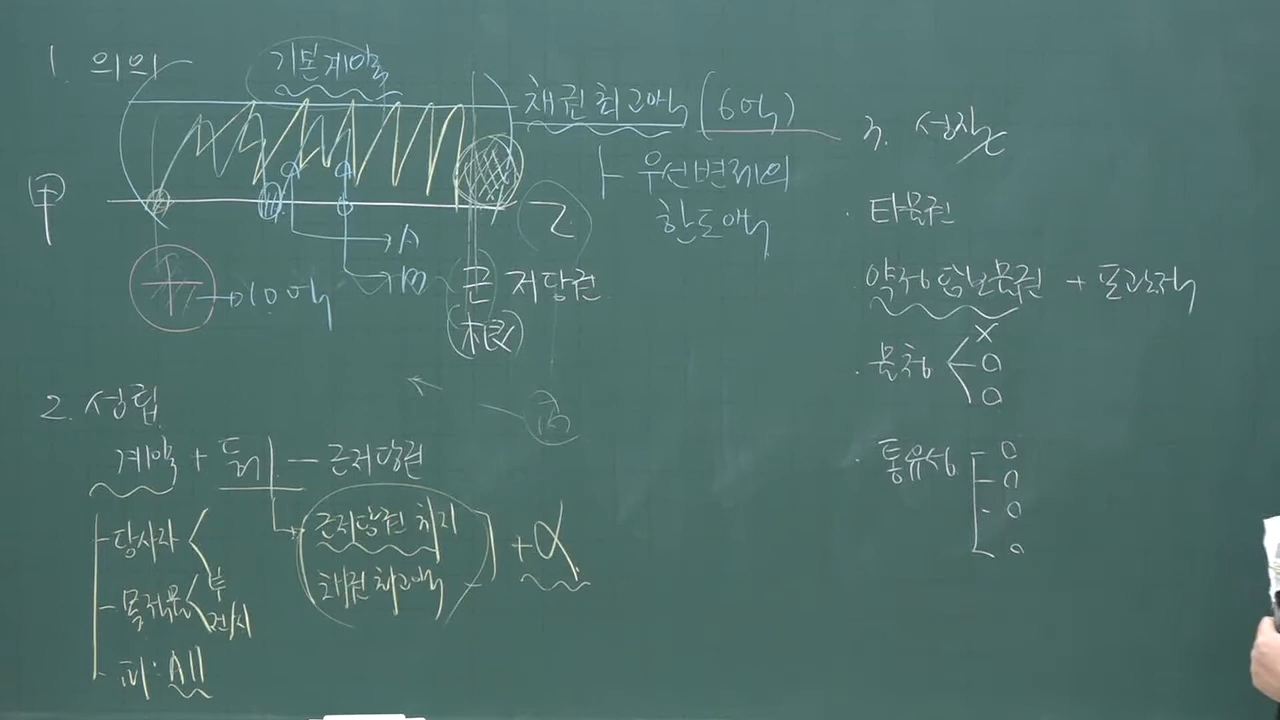 1. 의의
기본계약
채권최고액 (6억)
우선변제의
한도액
甲
乙
A
B
10억
근 저당권
(根)
2. 성립
계약 + 등기 - 근저당권
당사자
목적물 < 부
전/지
피: All
근저당권 취지
채권최고액
+α
3. 성질
· 타물권
약정담보물권 + 포괄적
· 본질
X
O
O
· 통유성
O
O
O
O